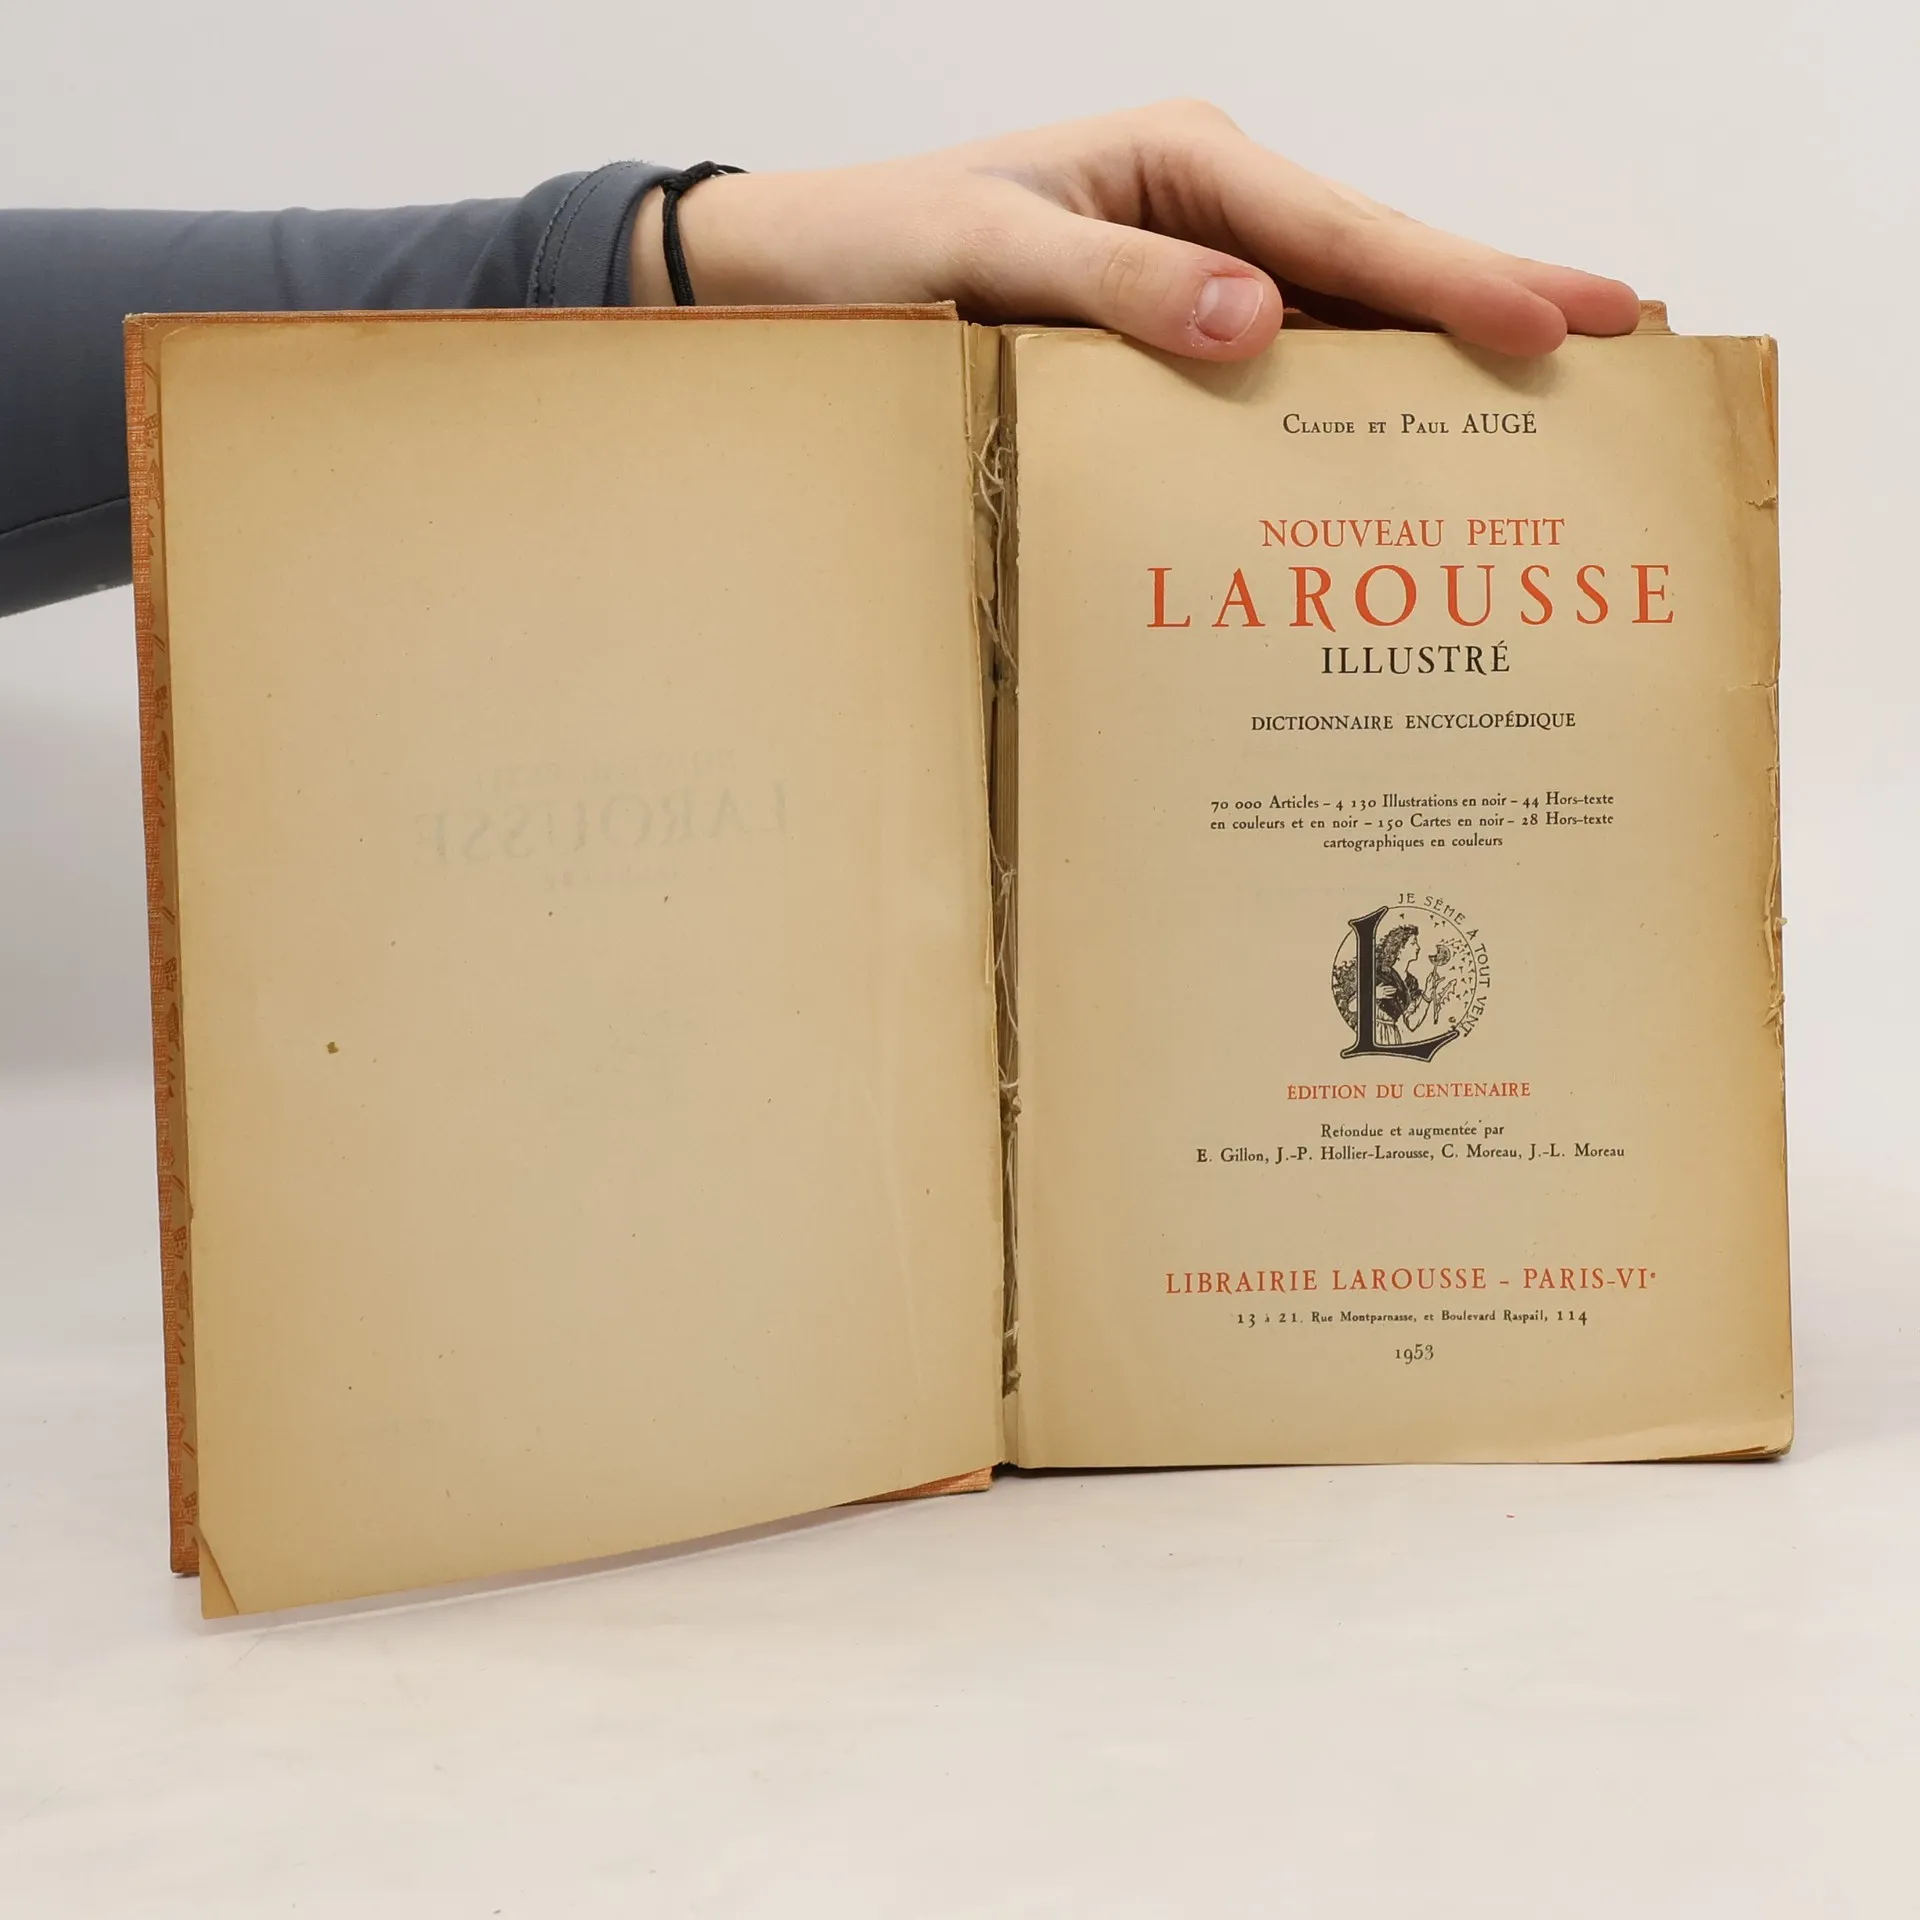 Claude et Paul AUGÉ
NOUVEAU PETIT
LAROUSSE
ILLUSTRÉ
DICTIONNAIRE ENCYCLOPÉDIQUE
70 000 Articles – 4 130 Illustrations en noir – 44 Hors-texte
en couleurs et en noir – 150 Cartes en noir – 28 Hors-texte
cartographiques en couleurs
JE SÈME À TOUT VENT
L
ÉDITION DU CENTENAIRE
Refondue et augmentée par
E. Gillon, J.-P. Hollier-Larousse, C. Moreau, J.-L. Moreau
LIBRAIRIE LAROUSSE – PARIS-VIe
13 à 21, Rue Montparnasse, et Boulevard Raspail, 114
1953